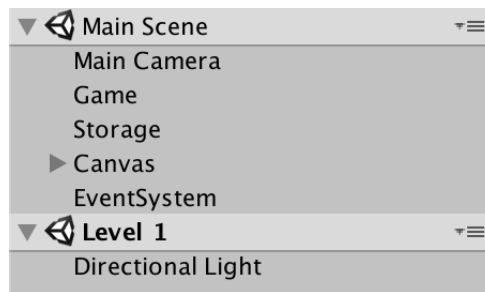 Main Scene
Main Camera
Game
Storage
Canvas
EventSystem
Level 1
Directional Light